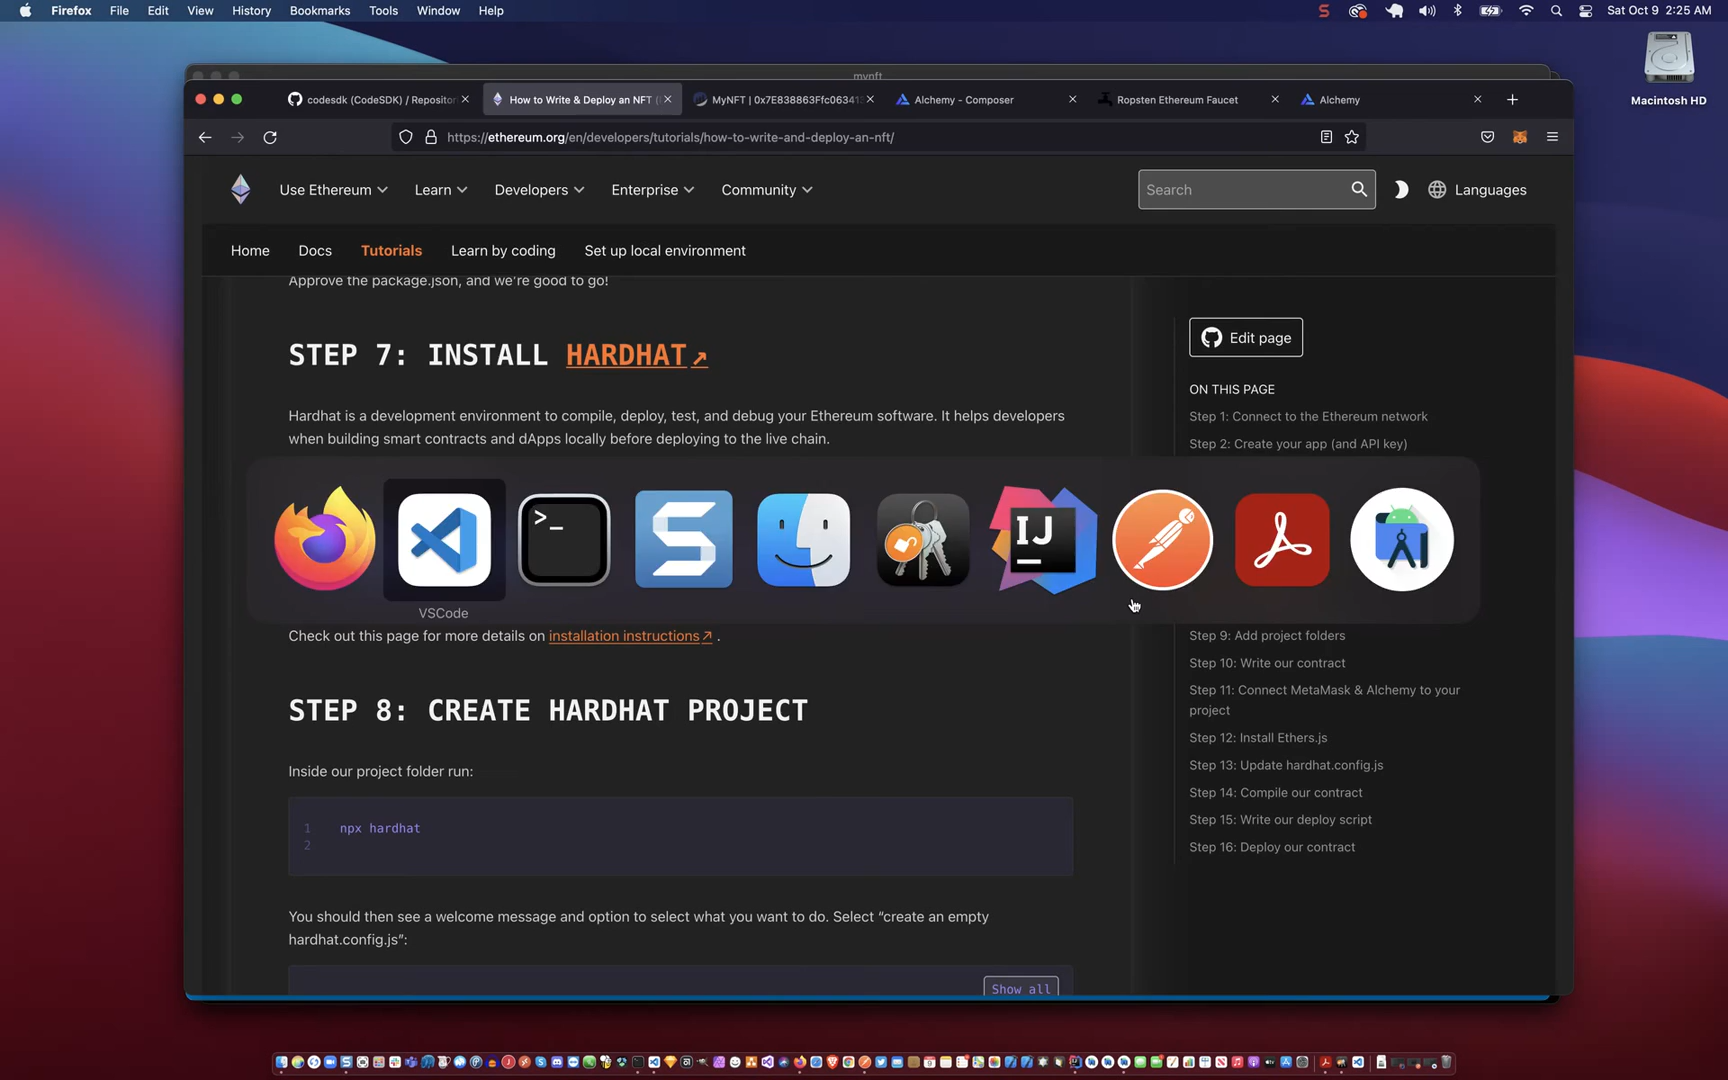 Firefox File Edit View History Bookmarks Tools Window Help
Sat Oct 9 2:25 AM
Macintosh HD
mynft
codesdk (CodeSDK) / Repositor
How to Write & Deploy an NFT (
MyNFT | 0x7E838863Ffc06341
Alchemy - Composer
Ropsten Ethereum Faucet
Alchemy
https://ethereum.org/en/developers/tutorials/how-to-write-and-deploy-an-nft/
Use Ethereum Learn Developers Enterprise Community
Search
Languages
Home Docs Tutorials Learn by coding Set up local environment
Approve the package.json, and we're good to go!
STEP 7: INSTALL HARDHAT
Hardhat is a development environment to compile, deploy, test, and debug your Ethereum software. It helps developers
when building smart contracts and dApps locally before deploying to the live chain.
>_
S
IJ
VSCode
Check out this page for more details on installation instructions .
STEP 8: CREATE HARDHAT PROJECT
Inside our project folder run:
1 npx hardhat
2
You should then see a welcome message and option to select what you want to do. Select “create an empty
hardhat.config.js”:
Show all
Edit page
ON THIS PAGE
Step 1: Connect to the Ethereum network
Step 2: Create your app (and API key)
Step 9: Add project folders
Step 10: Write our contract
Step 11: Connect MetaMask & Alchemy to your
project
Step 12: Install Ethers.js
Step 13: Update hardhat.config.js
Step 14: Compile our contract
Step 15: Write our deploy script
Step 16: Deploy our contract